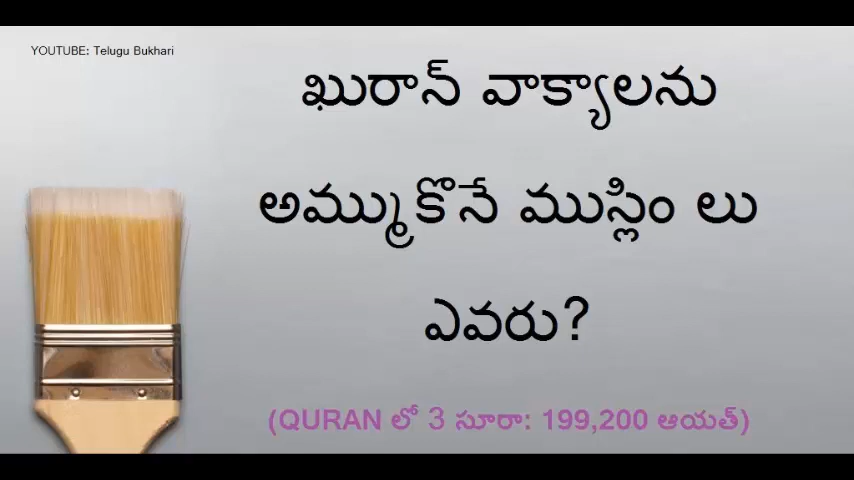 YOUTUBE: Telugu Bukhari
ఖురాన్ వాక్యాలను
అమ్ముకొనే ముస్లిం లు
ఎవరు?
(QURAN లో 3 సూరా: 199,200 ఆయత్)